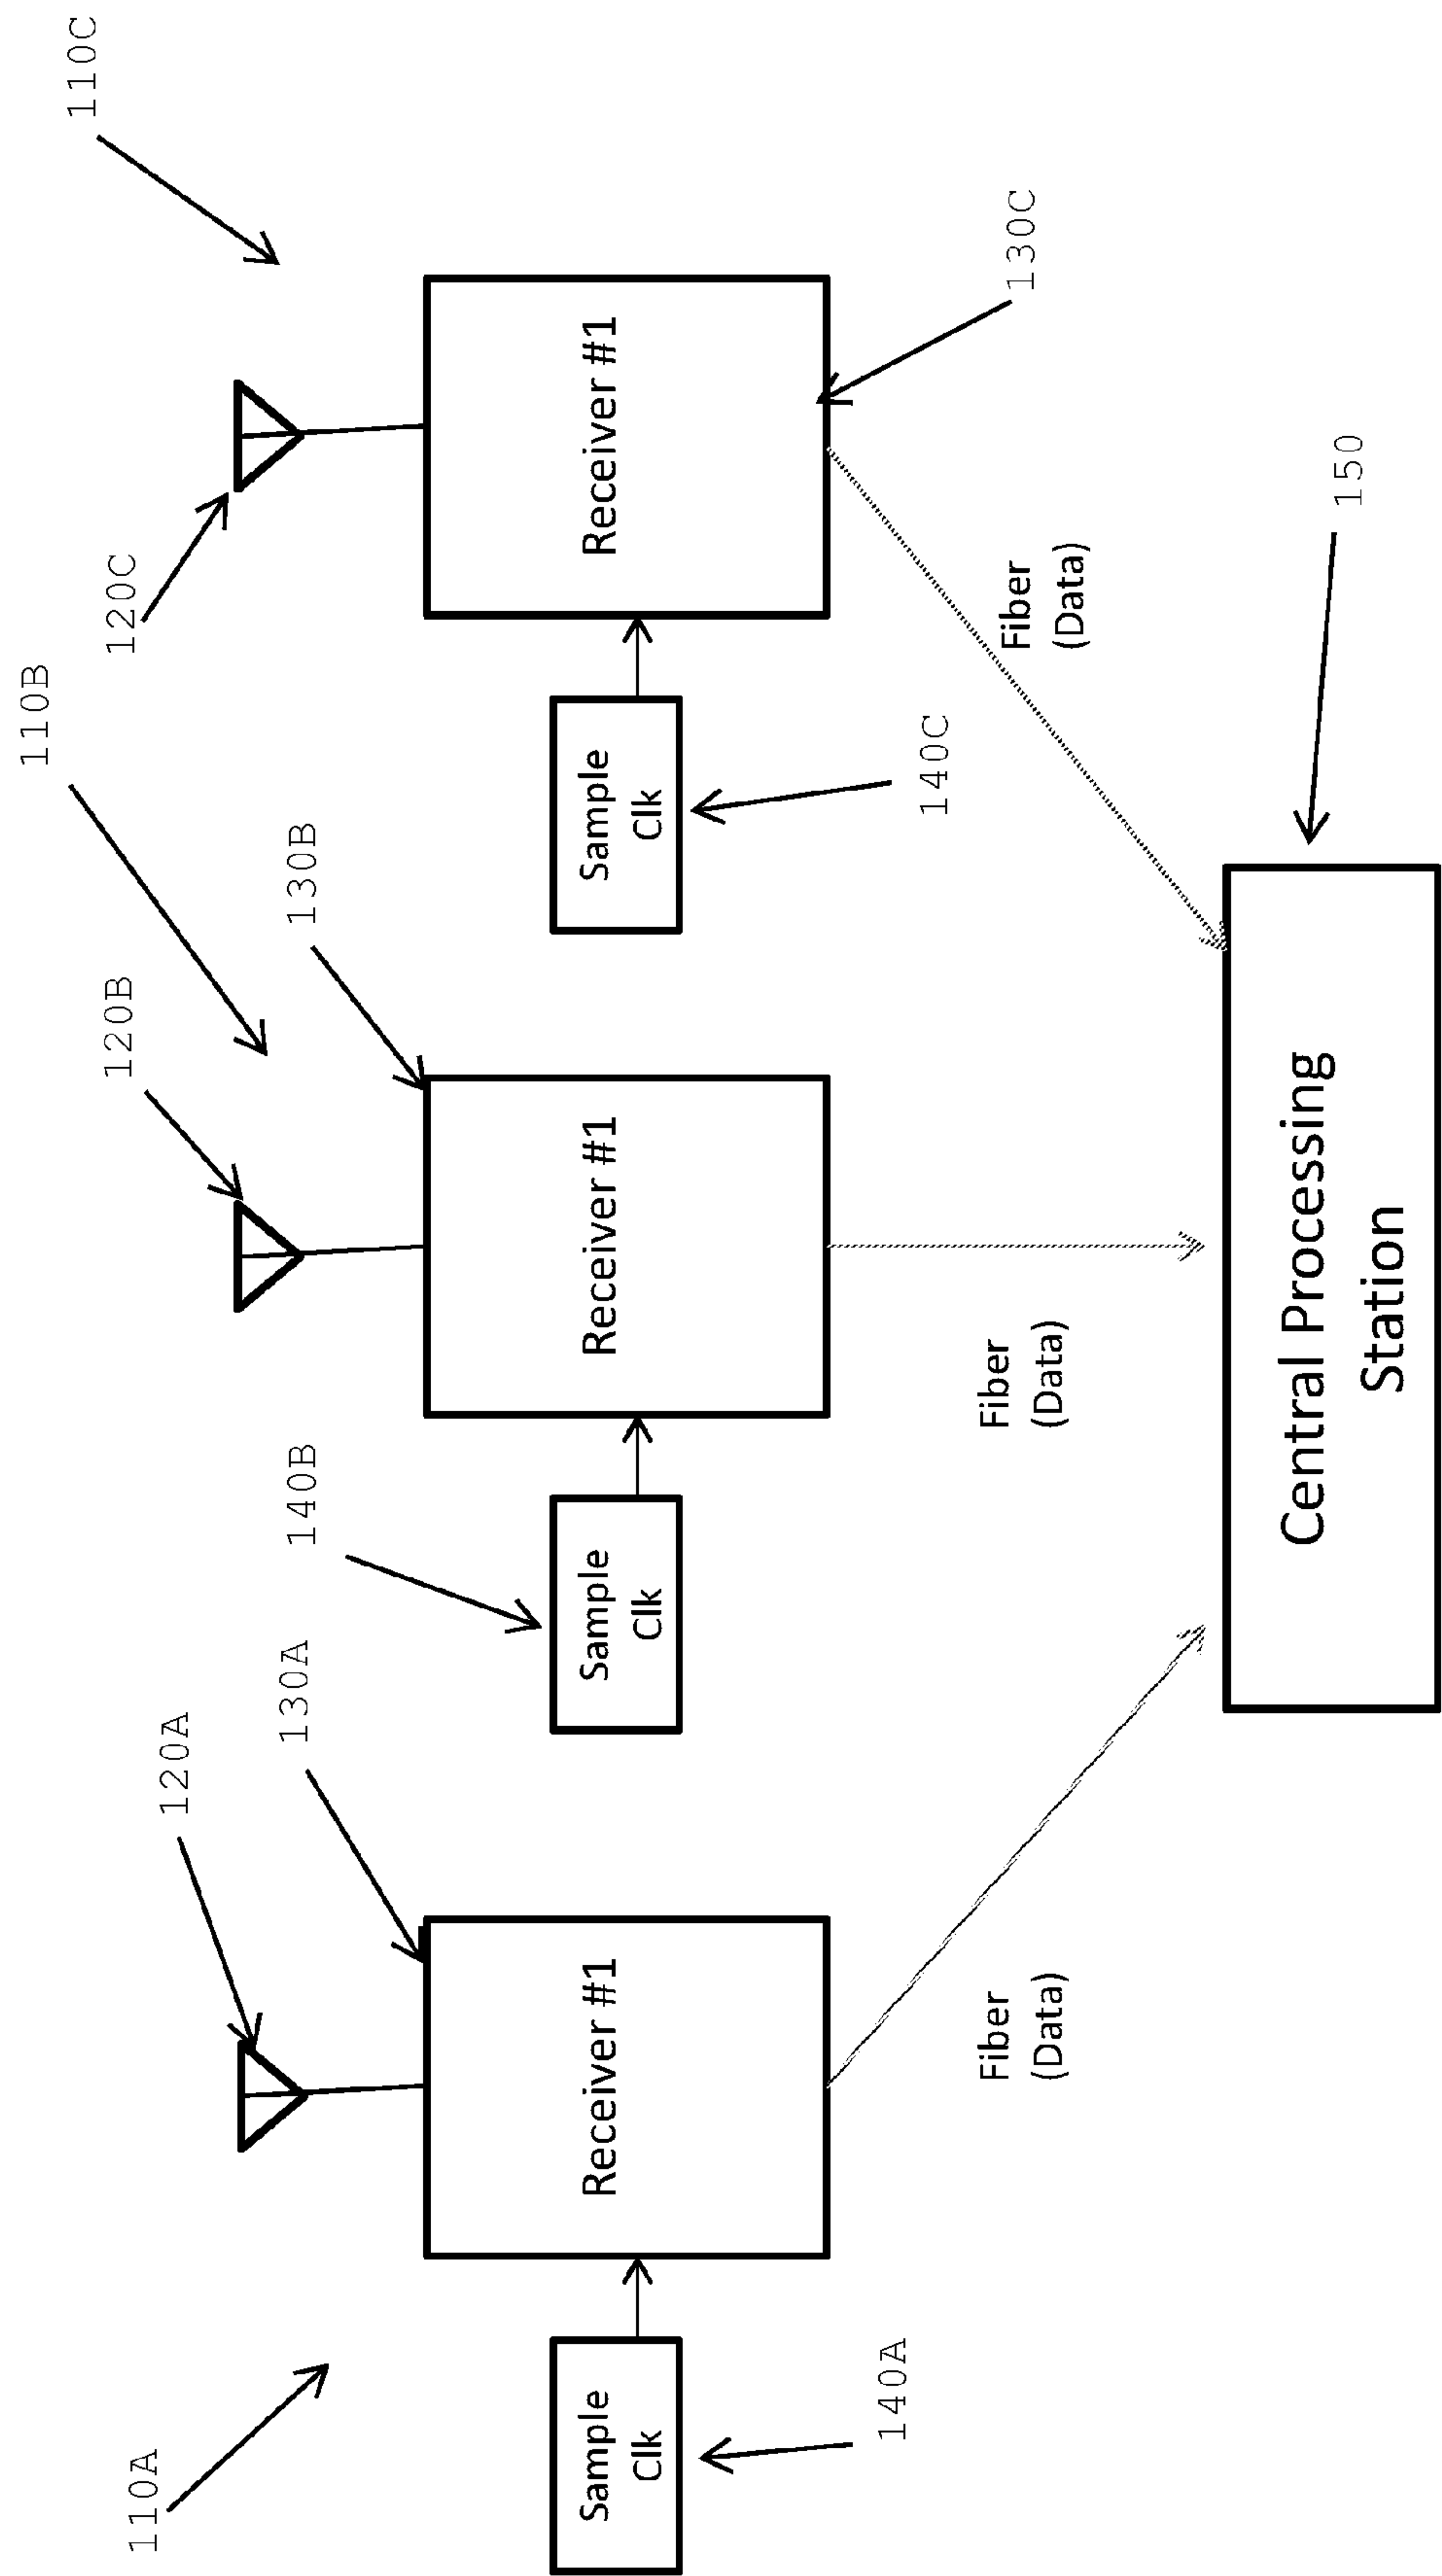 110B
110C
110A
120A
120B
120C
130A
140B
130B
Sample
Clk
Receiver #1
Sample
Clk
Receiver #1
Sample
Clk
Receiver #1
140A
140C
130C
Fiber
(Data)
Fiber
(Data)
Fiber
(Data)
150
Central Processing
Station